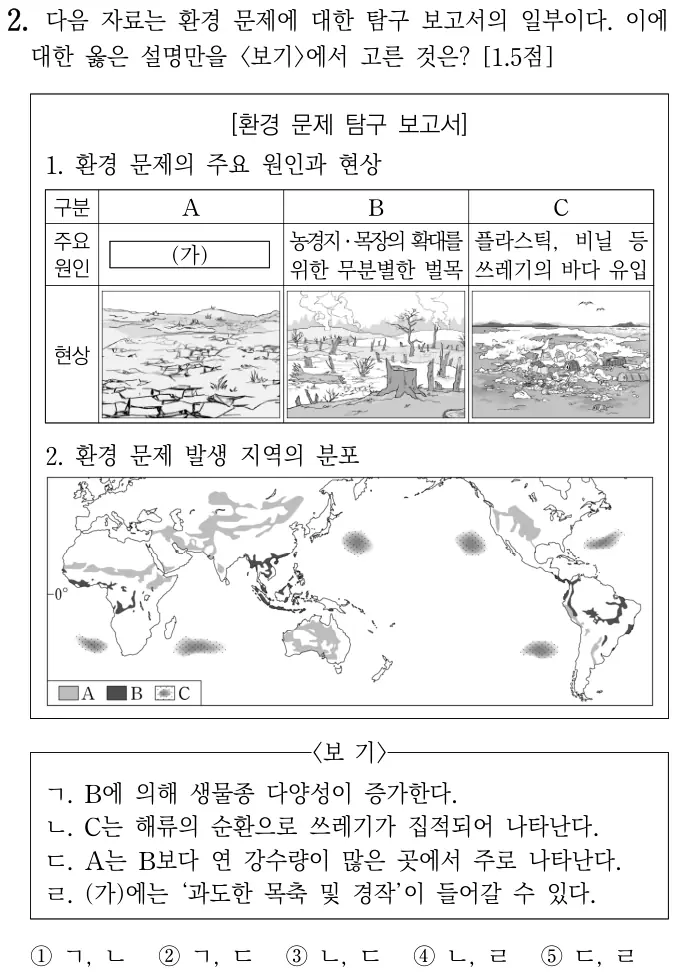 2. 다음 자료는 환경 문제에 대한 탐구 보고서의 일부이다. 이에
대한 옳은 설명만을 〈보기〉에서 고른 것은? [1.5점]
[환경 문제 탐구 보고서]
1. 환경 문제의 주요 원인과 현상
구분 A B C
주요 원인 (가) 농경지·목장의 확대를 플라스틱, 비닐 등
위한 무분별한 벌목 쓰레기의 바다 유입
현상
2. 환경 문제 발생 지역의 분포
0°
A B C
〈보 기〉
ㄱ. B에 의해 생물종 다양성이 증가한다.
ㄴ. C는 해류의 순환으로 쓰레기가 집적되어 나타난다.
ㄷ. A는 B보다 연 강수량이 많은 곳에서 주로 나타난다.
ㄹ. (가)에는 ‘과도한 목축 및 경작’이 들어갈 수 있다.
① ㄱ, ㄴ ② ㄱ, ㄷ ③ ㄴ, ㄷ ④ ㄴ, ㄹ ⑤ ㄷ, ㄹ